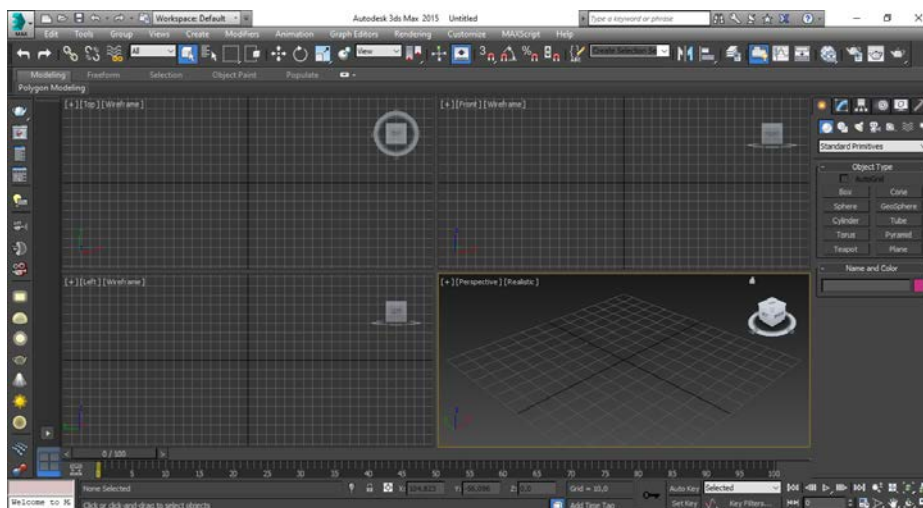 Workspace: Default
Autodesk 3ds Max 2015 Untitled
Type a keyword or phrase
MAX
Edit Tools Group Views Create Modifiers Animation Graph Editors Rendering Customize MAXScript Help
All
View
Create Selection Se
Modeling Freeform Selection Object Paint Populate
Polygon Modeling
[+][Top][Wireframe]
[+][Front][Wireframe]
[+][Left][Wireframe]
[+][Perspective][Realistic]
Standard Primitives
Object Type
AutoGrid
Box Cone
Sphere GeoSphere
Cylinder Tube
Torus Pyramid
Teapot Plane
Name and Color
0 / 100
0 5 10 15 20 25 30 35 40 45 50 55 60 65 70 75 80 85 90 95 100
None Selected
X: Y: Z: 0,0
Grid = 10,0
Auto Key Selected
Welcome to M
Click or click-and-drag to select objects
Add Time Tag
Set Key Key Filters...
0